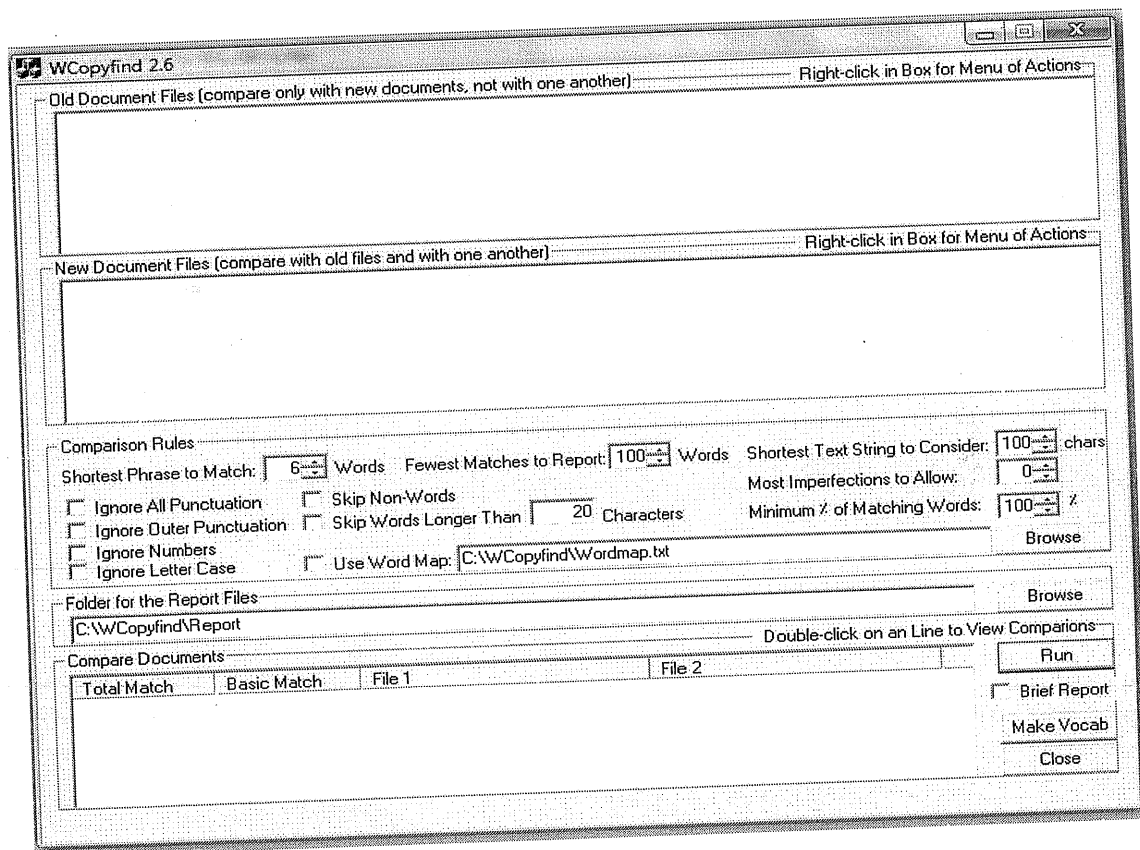 WCopyfind 2.6
Old Document Files (compare only with new documents, not with one another) Right-click in Box for Menu of Actions
New Document Files (compare with old files and with one another) Right-click in Box for Menu of Actions
Comparison Rules
Shortest Phrase to Match: 6 Words Fewest Matches to Report: 100 Words Shortest Text String to Consider: 100 chars
Most Imperfections to Allow: 0
Ignore All Punctuation Skip Non-Words
Ignore Outer Punctuation Skip Words Longer Than 20 Characters Minimum % of Matching Words: 100 %
Ignore Numbers
Ignore Letter Case Use Word Map: C:\WCopyfind\Wordmap.txt Browse
Folder for the Report Files
C:\WCopyfind\Report Browse
Compare Documents Double-click on an Line to View Comparions
Total Match Basic Match File 1 File 2 Run
Brief Report
Make Vocab
Close